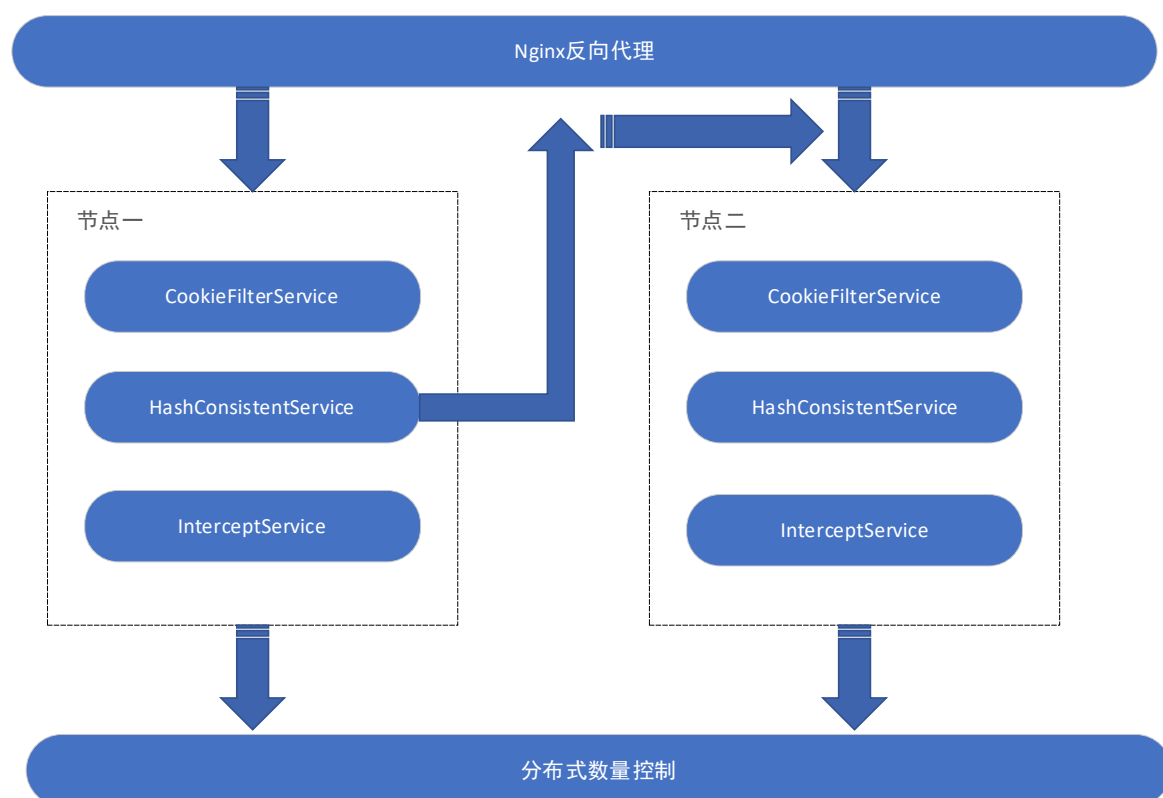 Nginx反向代理
节点一
CookieFilterService
HashConsistentService
InterceptService
节点二
CookieFilterService
HashConsistentService
InterceptService
分布式数量控制